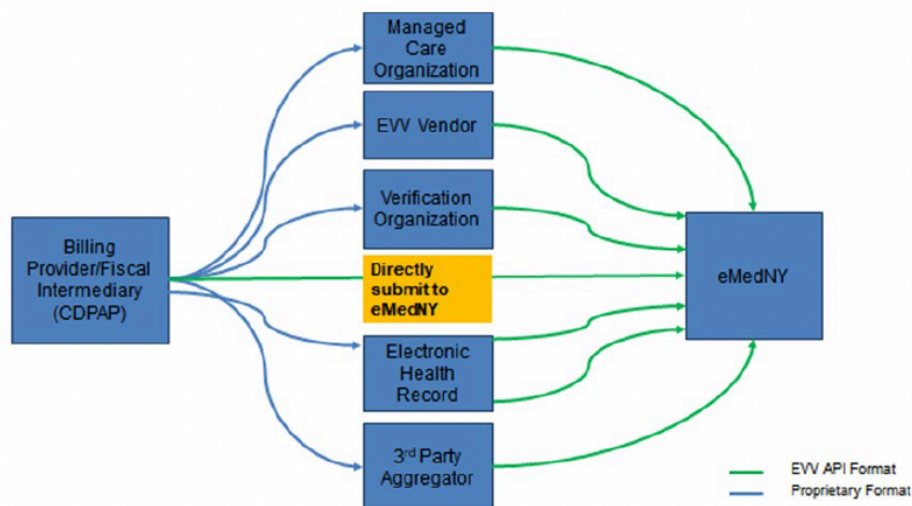 Managed
Care
Organization
EVV Vendor
Verification
Organization
Billing
Provider/Fiscal
Intermediary
(CDPAP)
Directly
submit to
eMedNY
eMedNY
Electronic
Health
Record
3rd Party
Aggregator
EVV API Format
Proprietary Format